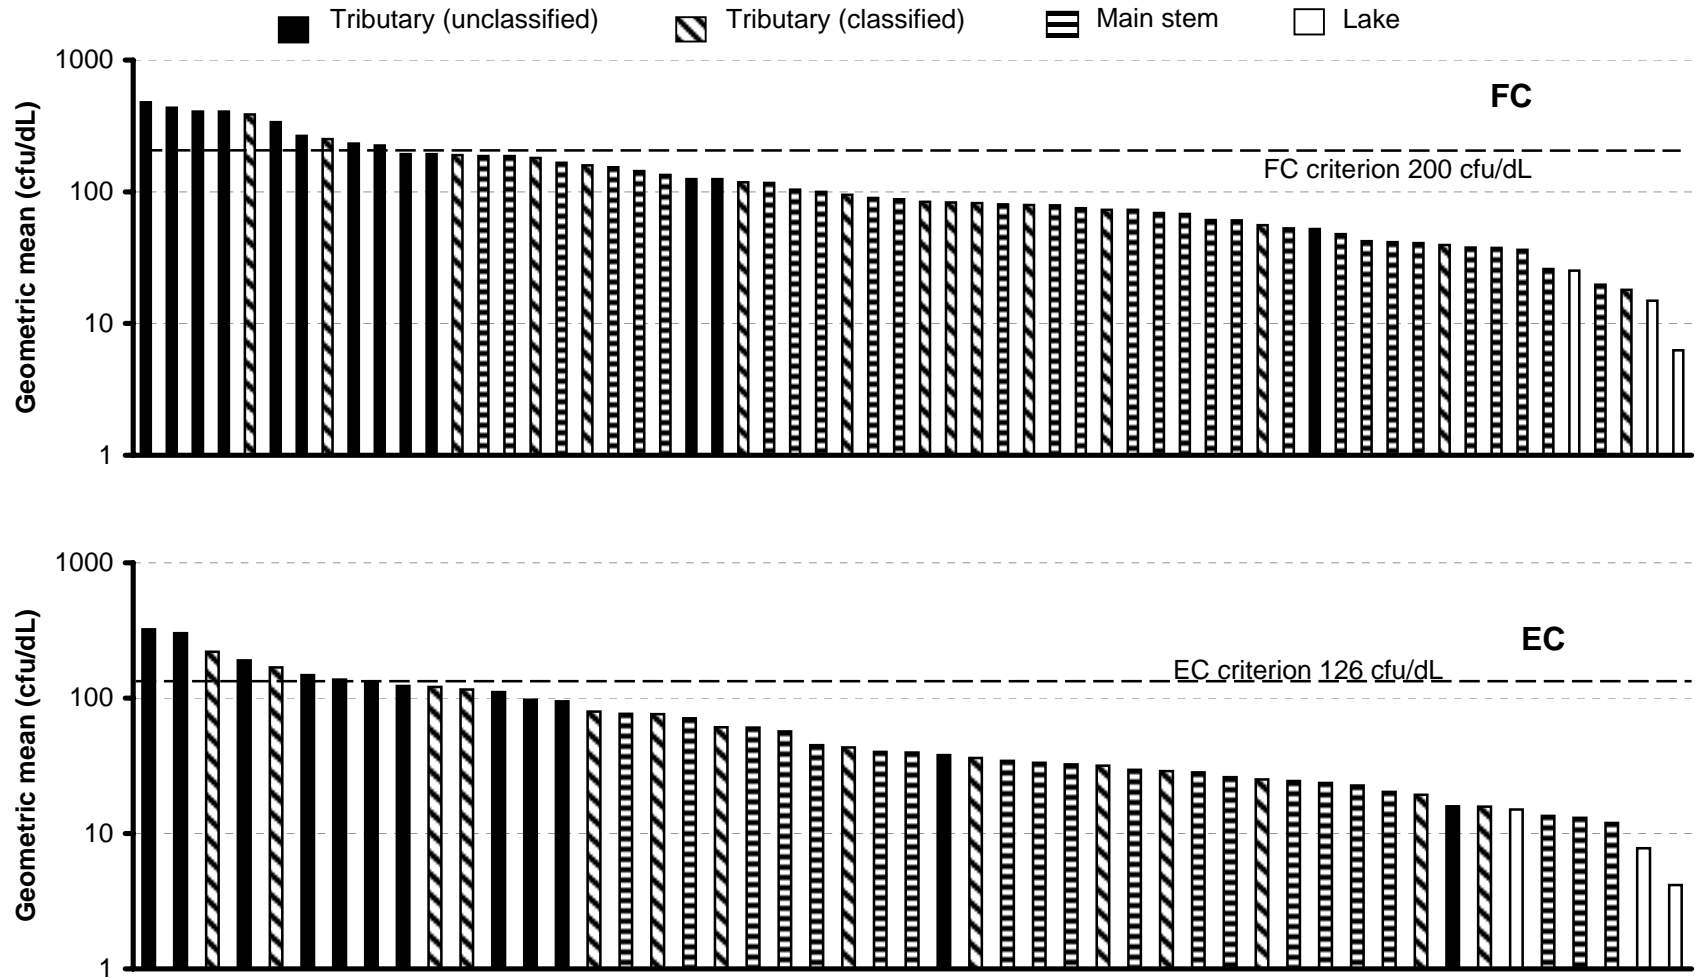 Tributary (unclassified) Tributary (classified) Main stem Lake
Geometric mean (cfu/dL)
1000
100
10
1
FC
FC criterion 200 cfu/dL
Geometric mean (cfu/dL)
1000
100
10
1
EC
EC criterion 126 cfu/dL